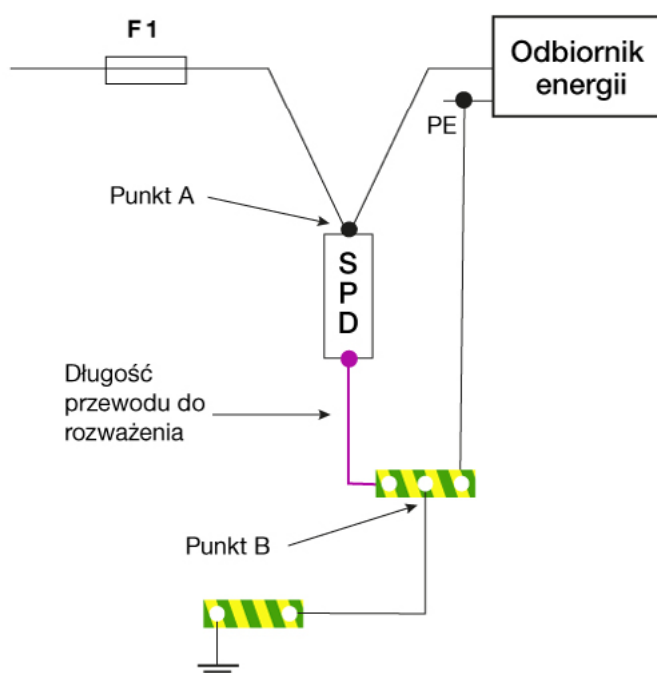 F1
Odbiornik
energii
PE
Punkt A
S
P
D
Długość
przewodu do
rozważenia
Punkt B